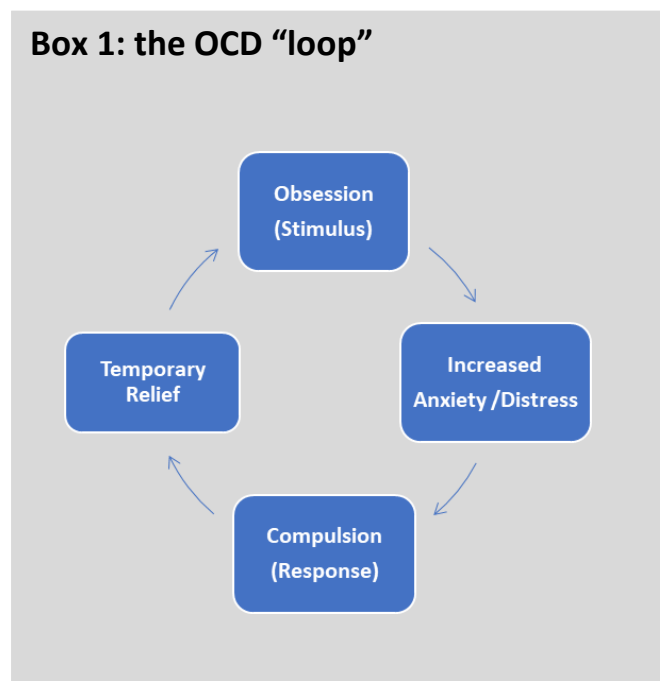 Box 1: the OCD “loop”
Obsession
(Stimulus)
Increased
Anxiety /Distress
Compulsion
(Response)
Temporary
Relief